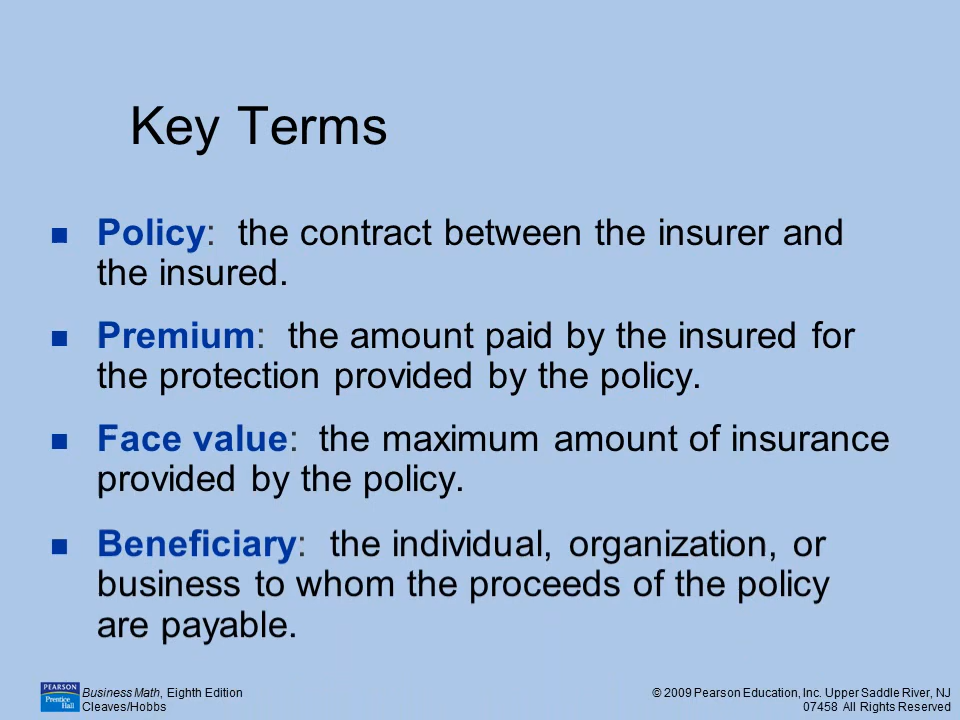 Key Terms
Policy: the contract between the insurer and
the insured.
Premium: the amount paid by the insured for
the protection provided by the policy.
Face value: the maximum amount of insurance
provided by the policy.
Beneficiary: the individual, organization, or
business to whom the proceeds of the policy
are payable.
PEARSON
Prentice
Hall
Business Math, Eighth Edition
Cleaves/Hobbs
© 2009 Pearson Education, Inc. Upper Saddle River, NJ
07458 All Rights Reserved